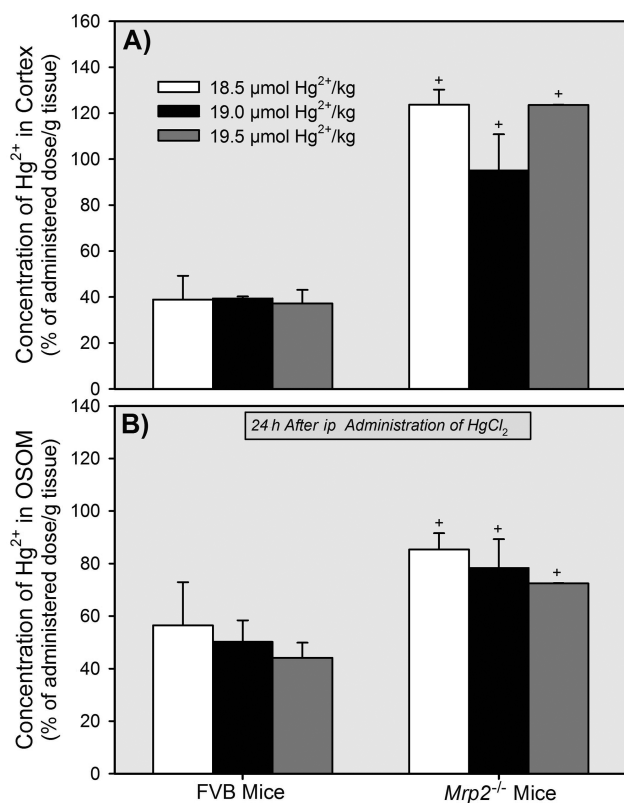 A)
18.5 µmol Hg²⁺/kg
19.0 µmol Hg²⁺/kg
19.5 µmol Hg²⁺/kg
Concentration of Hg²⁺ in Cortex
(% of administered dose/g tissue)
160
140
120
100
80
60
40
20
0
+
+
+
B)
24 h After ip Administration of HgCl₂
Concentration of Hg²⁺ in OSOM
(% of administered dose/g tissue)
140
120
100
80
60
40
20
0
+
+
+
FVB Mice
Mrp2⁻/⁻ Mice